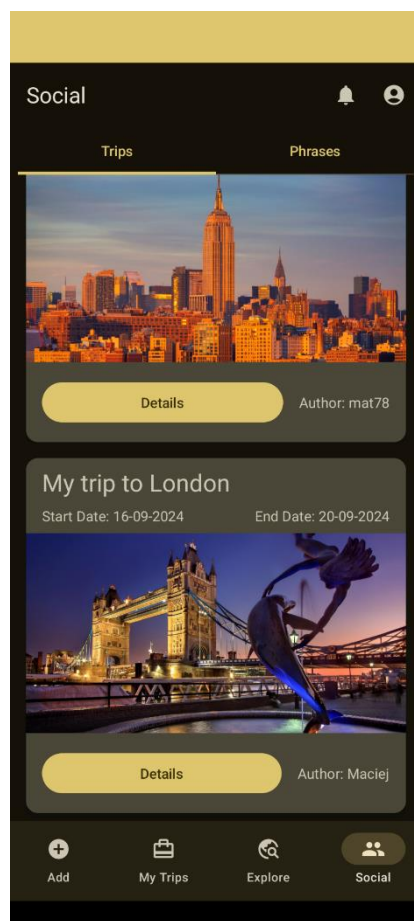 Social
Trips Phrases
Details Author: mat78
My trip to London
Start Date: 16-09-2024 End Date: 20-09-2024
Details Author: Maciej
Add My Trips Explore Social